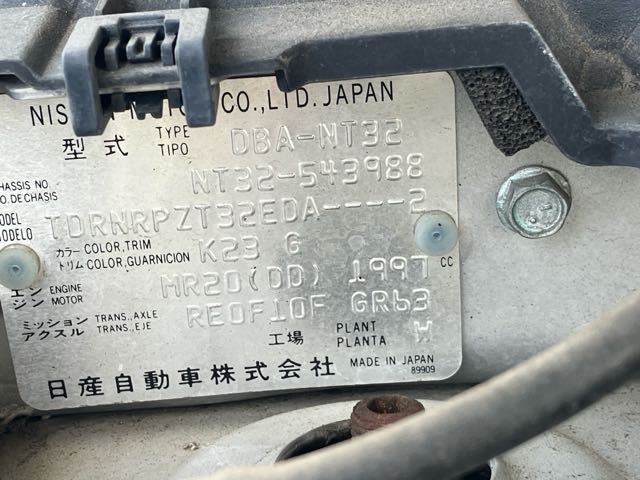 NIS MOTOR CO.,LTD. JAPAN
型式 TYPE TIPO DBA-NT32
CHASSIS NO. NO.DE CHASIS NT32-543988
MODEL MODELO TDRNRPZT32EDA----2
カラー COLOR,TRIM トリム COLOR,GUARNICION K23 G
エンジン ENGINE MOTOR MR20(DD) 1997 CC
ミッション アクスル TRANS.,AXLE TRANS.,EJE RE0F10F GR63
工場 PLANT PLANTA W
日産自動車株式会社 MADE IN JAPAN
89909